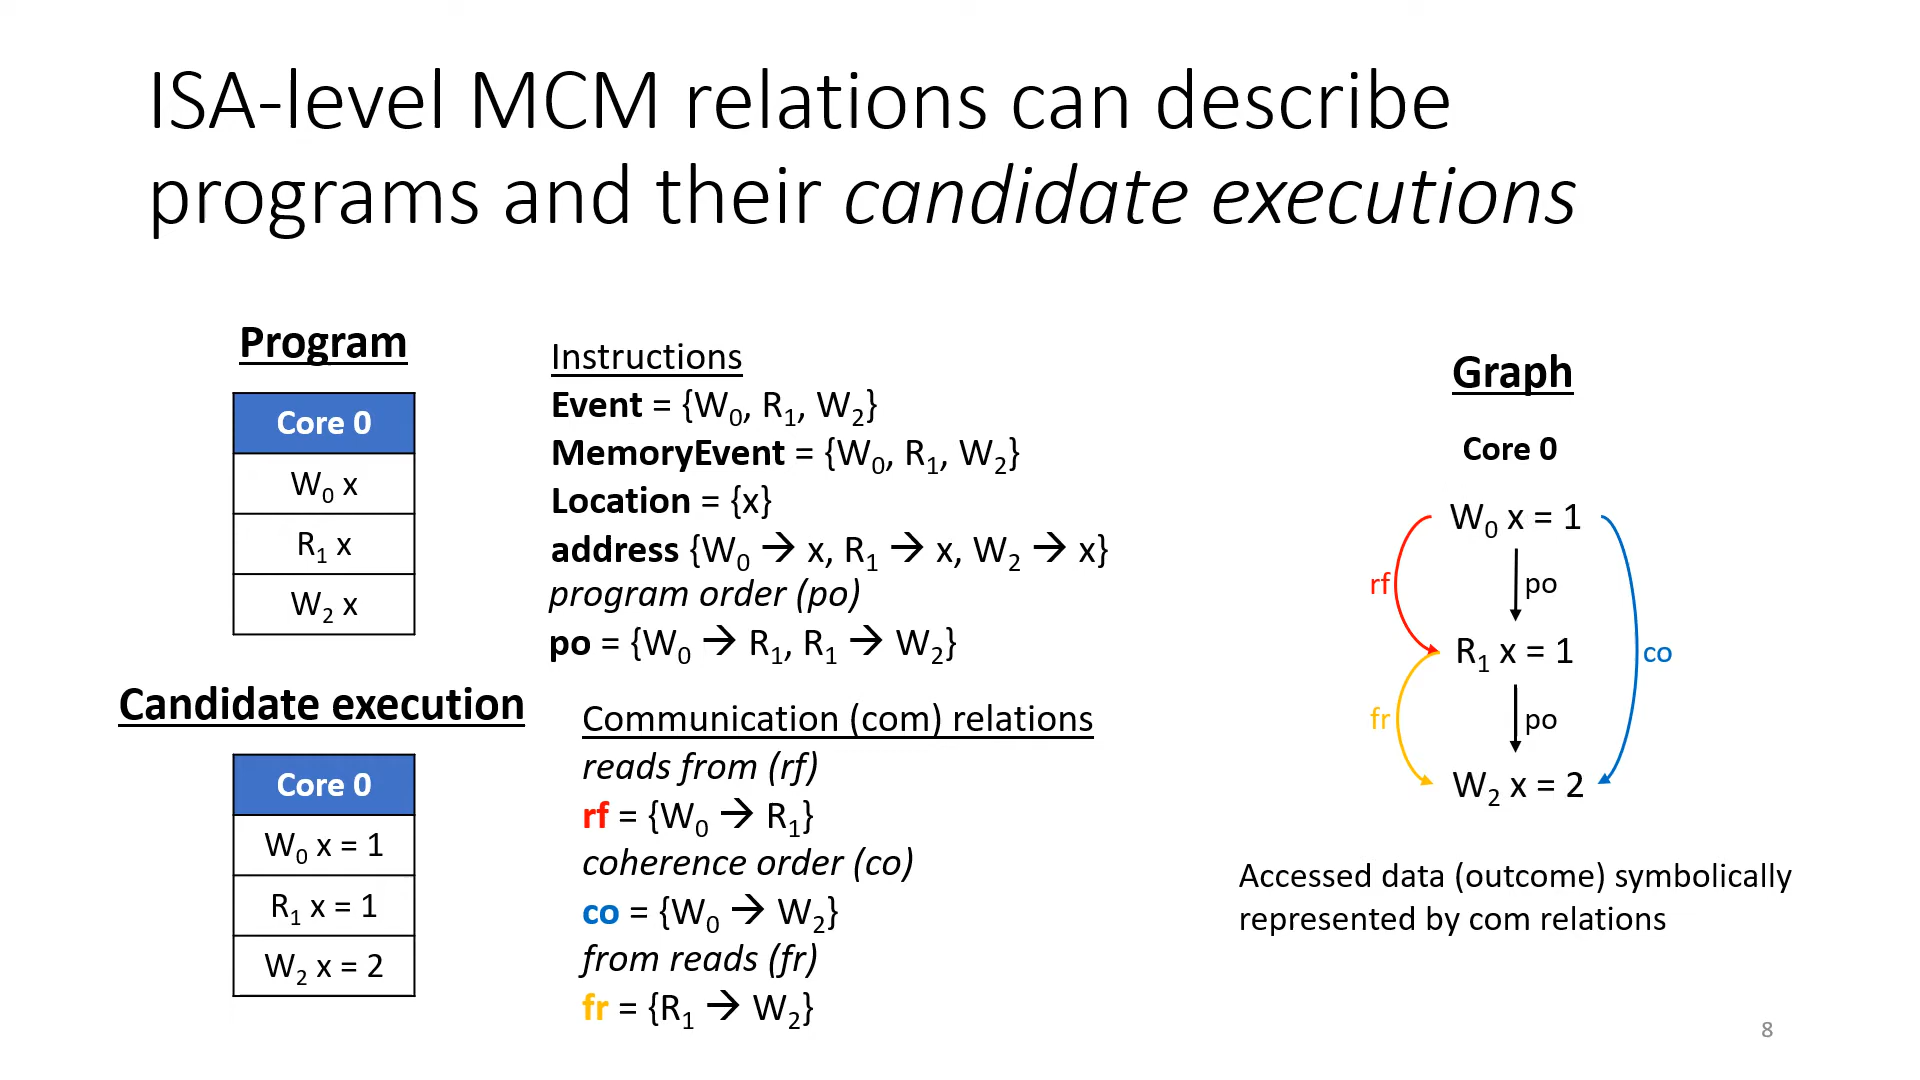 ISA-level MCM relations can describe
programs and their candidate executions
Program
Core 0
W₀ x
R₁ x
W₂ x
Candidate execution
Core 0
W₀ x = 1
R₁ x = 1
W₂ x = 2
Instructions
Event = {W₀, R₁, W₂}
MemoryEvent = {W₀, R₁, W₂}
Location = {x}
address {W₀ → x, R₁ → x, W₂ → x}
program order (po)
po = {W₀ → R₁, R₁ → W₂}
Communication (com) relations
reads from (rf)
rf = {W₀ → R₁}
coherence order (co)
co = {W₀ → W₂}
from reads (fr)
fr = {R₁ → W₂}
Graph
Core 0
W₀ x = 1
rf
po
R₁ x = 1
co
fr
po
W₂ x = 2
Accessed data (outcome) symbolically
represented by com relations
8